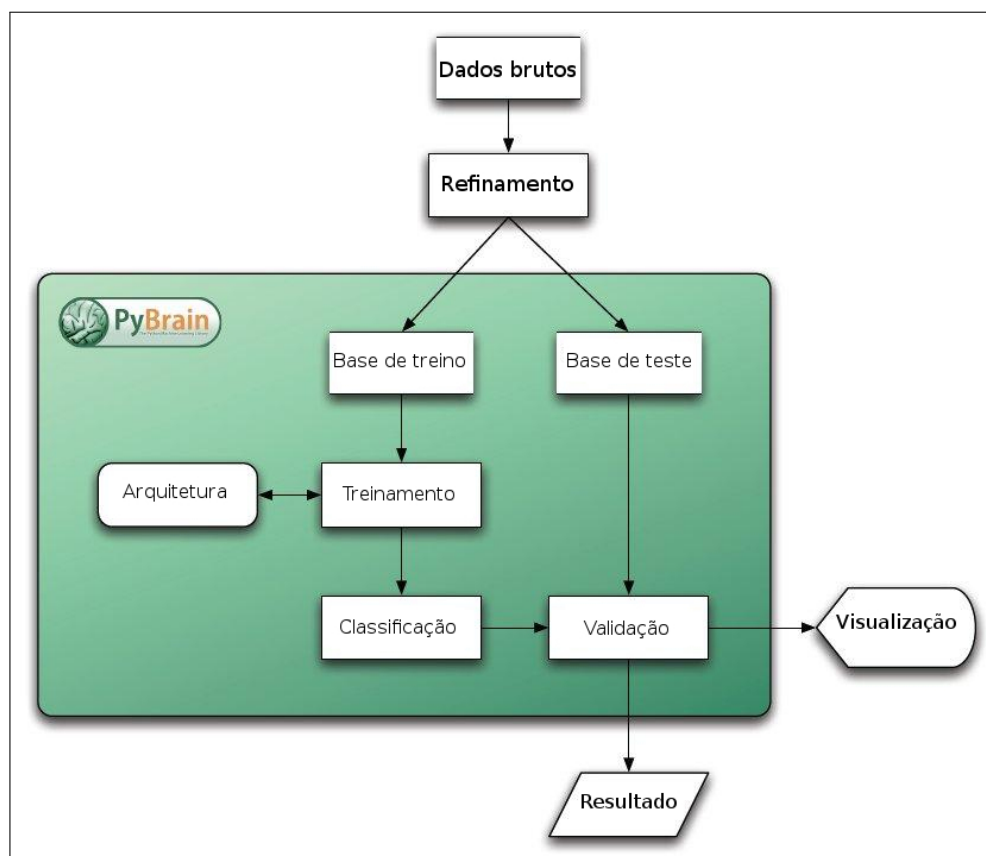 Dados brutos
Refinamento
PyBrain
Base de treino
Base de teste
Arquitetura
Treinamento
Classificação
Validação
Visualização
Resultado